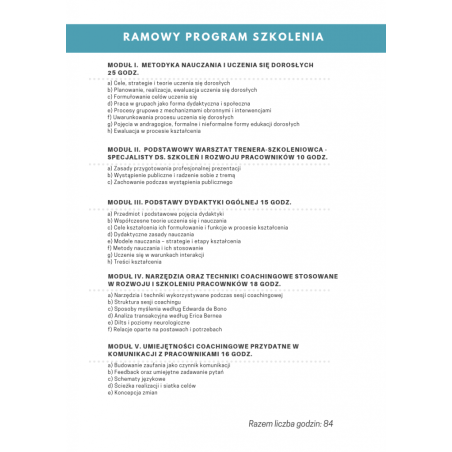 RAMOWY PROGRAM SZKOLENIA
MODUŁ I. METODYKA NAUCZANIA I UCZENIA SIĘ DOROSŁYCH
25 GODZ.
a) Cele, strategie i teorie uczenia się dorosłych
b) Planowanie, realizacja, ewaluacja uczenia się dorosłych
c) Formułowanie celów uczenia się
d) Praca w grupach jako forma dydaktyczna i społeczna
e) Procesy grupowe z mechanizmami obronnymi i interwencjami
f) Uwarunkowania procesu uczenia się dorosłych
g) Pojęcia w andragogice, formalne i nieformalne formy edukacji dorosłych
h) Ewaluacja w procesie kształcenia
MODUŁ II. PODSTAWOWY WARSZTAT TRENERA-SZKOLENIOWCA -
SPECJALISTY DS. SZKOLEŃ I ROZWOJU PRACOWNIKÓW 10 GODZ.
a) Zasady przygotowania profesjonalnej prezentacji
b) Wystąpienie publiczne i radzenie sobie z tremą
c) Zachowanie podczas wystąpienia publicznego
MODUŁ III. PODSTAWY DYDAKTYKI OGÓLNEJ 15 GODZ.
a) Przedmiot i podstawowe pojęcia dydaktyki
b) Współczesne teorie uczenia się i nauczania
c) Cele kształcenia ich formułowanie i funkcje w procesie kształcenia
d) Dydaktyczne zasady nauczania
e) Modele nauczania – strategie i etapy kształcenia
f) Metody nauczania i ich stosowanie
g) Uczenie się w warunkach interakcji
h) Treści kształcenia
MODUŁ IV. NARZĘDZIA ORAZ TECHNIKI COACHINGOWE STOSOWANE
W ROZWOJU I SZKOLENIU PRACOWNIKÓW 18 GODZ.
a) Narzędzia i techniki wykorzystywane podczas sesji coachingowej
b) Struktura sesji coachingu
c) Sposoby myślenia według Edwarda de Bono
d) Analiza transakcyjna według Erica Bernea
e) Dilts i poziomy neurologiczne
f) Relacje oparte na postawach i potrzebach
MODUŁ V. UMIEJĘTNOŚCI COACHINGOWE PRZYDATNE W
KOMUNIKACJI Z PRACOWNIKAMI 16 GODZ.
a) Budowanie zaufania jako czynnik komunikacji
b) Feedback oraz umiejętne zadawanie pytań
c) Schematy językowe
d) Ścieżka realizacji i siatka celów
e) Koncepcja zmian
Razem liczba godzin: 84